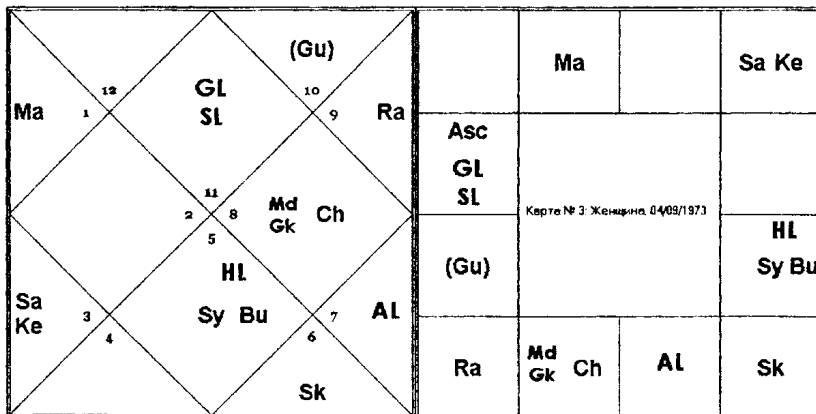 (Gu)
12
GL
10
Ma
1
SL
9
Ra
11
2
8
Md
Gk
Ch
5
HL
Sa
Ke
3
4
Sy Bu
7
6
AL
Sk
Ma
Sa Ke
Asc
GL
SL
Карта № 3: Женщина, 04/09/1973
HL
(Gu)
Sy Bu
Ra
Md
Gk
Ch
AL
Sk